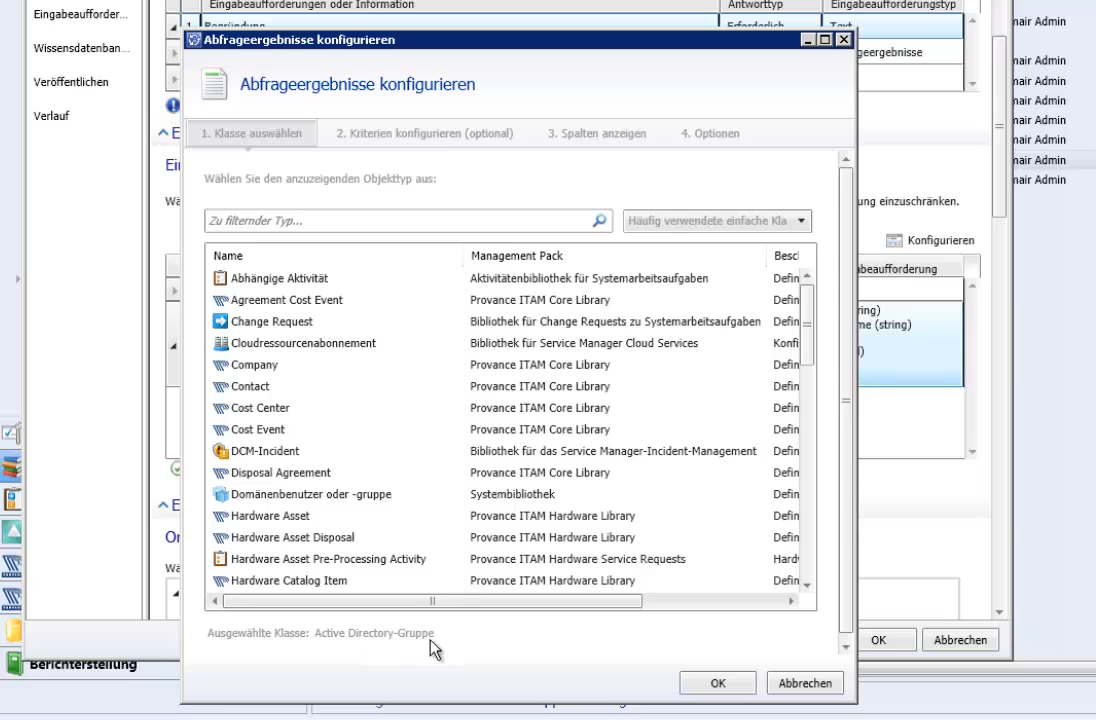 Eingabeaufforder...
Wissensdatenban...
Veröffentlichen
Verlauf
Eingabeaufforderungen oder Information
Antworttyp
Eingabeaufforderungstyp
1
Begründung
Erforderlich
Text
geergebnisse
Abfrageergebnisse konfigurieren
Abfrageergebnisse konfigurieren
1. Klasse auswählen
2. Kriterien konfigurieren (optional)
3. Spalten anzeigen
4. Optionen
Wählen Sie den anzuzeigenden Objekttyp aus:
Zu filternder Typ...
Häufig verwendete einfache Kla
Name Management Pack Besc
Abhängige Aktivität Aktivitätenbibliothek für Systemarbeitsaufgaben Defin
Agreement Cost Event Provance ITAM Core Library Defin
Change Request Bibliothek für Change Requests zu Systemarbeitsaufgaben Defin
Cloudressourcenabonnement Bibliothek für Service Manager Cloud Services Konfi
Company Provance ITAM Core Library Defin
Contact Provance ITAM Core Library Defin
Cost Center Provance ITAM Core Library Defin
Cost Event Provance ITAM Core Library Defin
DCM-Incident Bibliothek für das Service Manager-Incident-Management Defin
Disposal Agreement Provance ITAM Core Library Defin
Domänenbenutzer oder -gruppe Systembibliothek Defin
Hardware Asset Provance ITAM Hardware Library Defin
Hardware Asset Disposal Provance ITAM Hardware Library Defin
Hardware Asset Pre-Processing Activity Provance ITAM Hardware Service Requests Hardv
Hardware Catalog Item Provance ITAM Hardware Library Defin
Ausgewählte Klasse: Active Directory-Gruppe
OK
Abbrechen
ung einzuschränken.
Konfigurieren
beaufforderung
ring)
me (string)
OK
Abbrechen
nair Admin
nair Admin
nair Admin
nair Admin
nair Admin
nair Admin
nair Admin
nair Admin
Berichterstellung